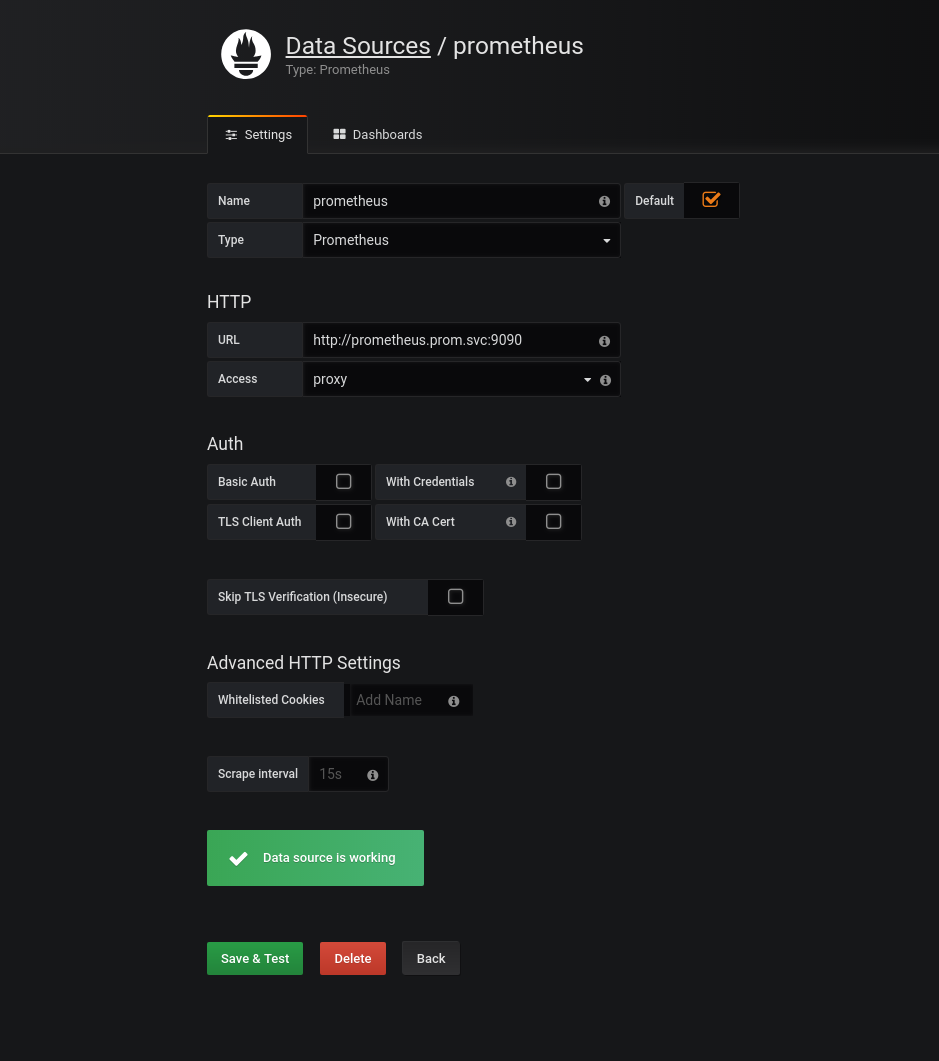 Data Sources / prometheus
Type: Prometheus
Settings Dashboards
Name prometheus Default
Type Prometheus
HTTP
URL http://prometheus.prom.svc:9090
Access proxy
Auth
Basic Auth With Credentials
TLS Client Auth With CA Cert
Skip TLS Verification (Insecure)
Advanced HTTP Settings
Whitelisted Cookies Add Name
Scrape interval 15s
Data source is working
Save & Test Delete Back